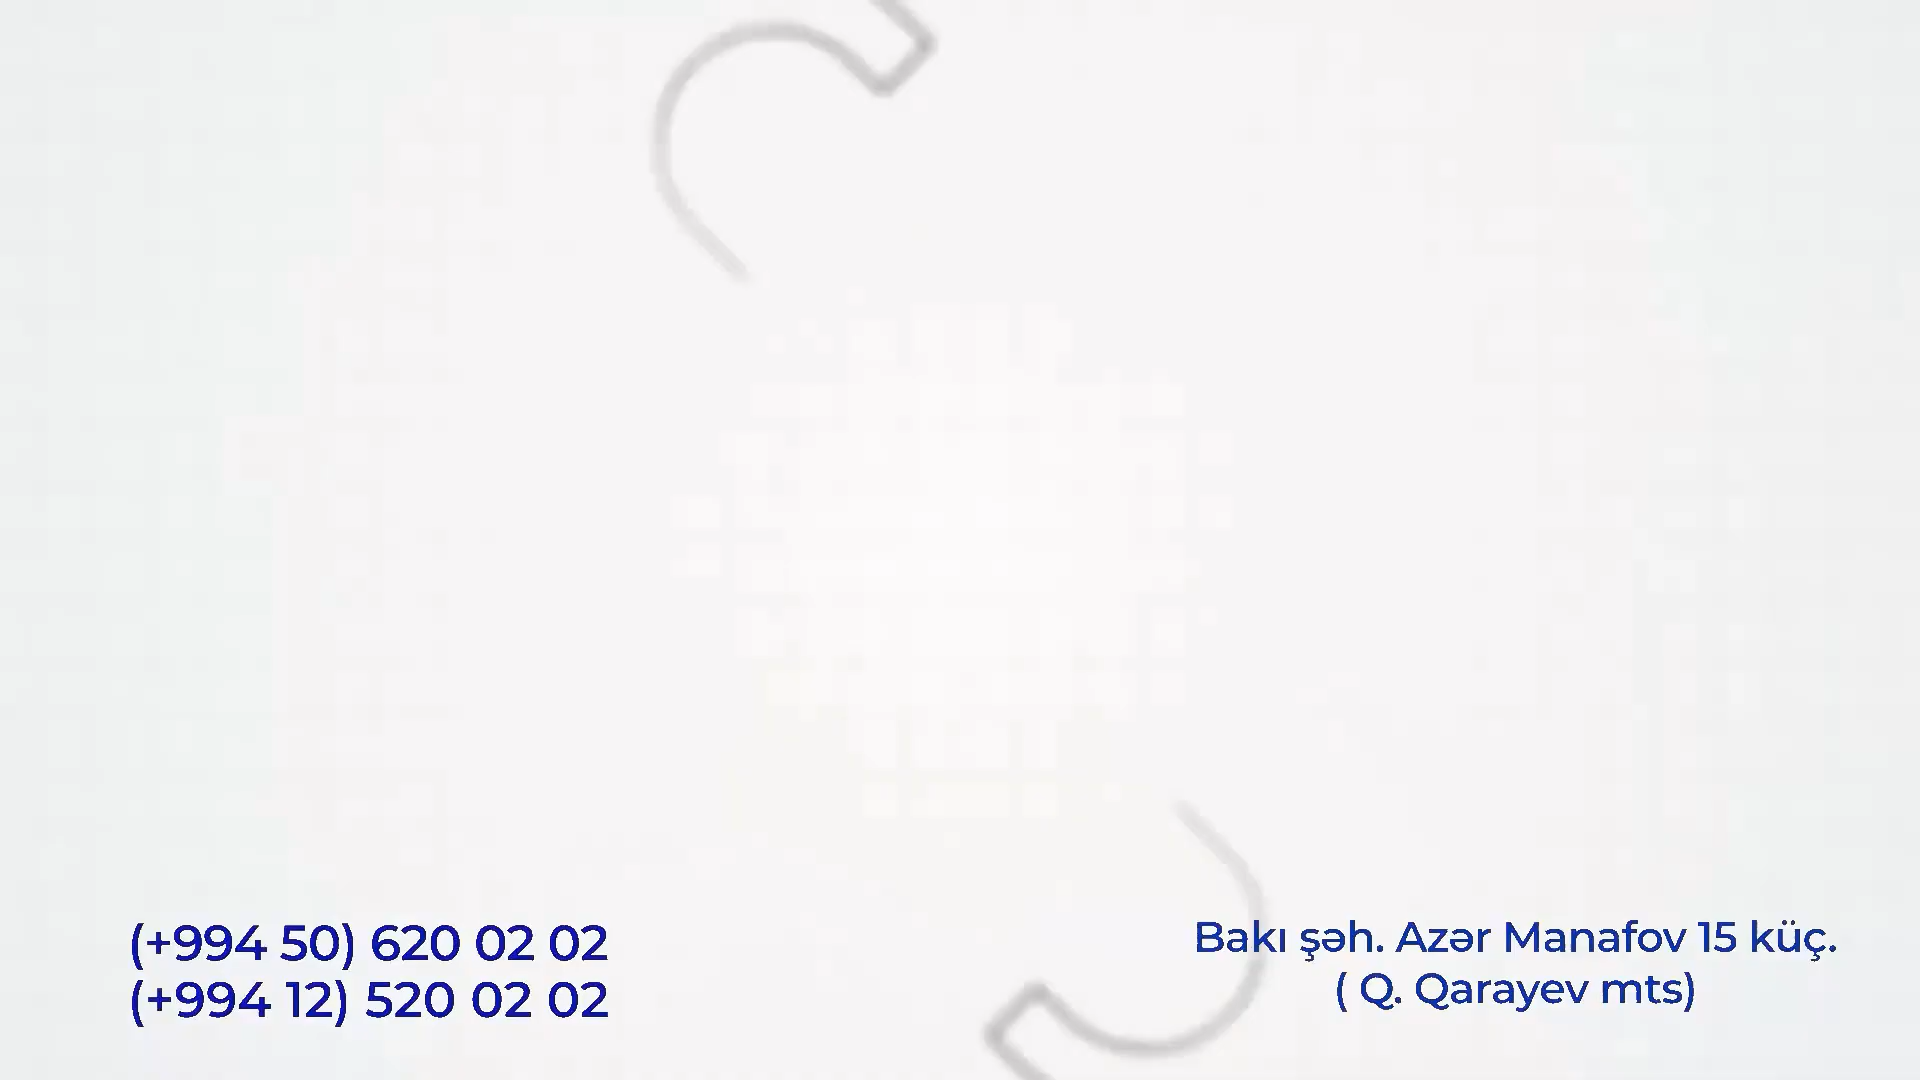 (+994 50) 620 02 02
(+994 12) 520 02 02
Bakı şəh. Azər Manafov 15 küç.
( Q. Qarayev mts)